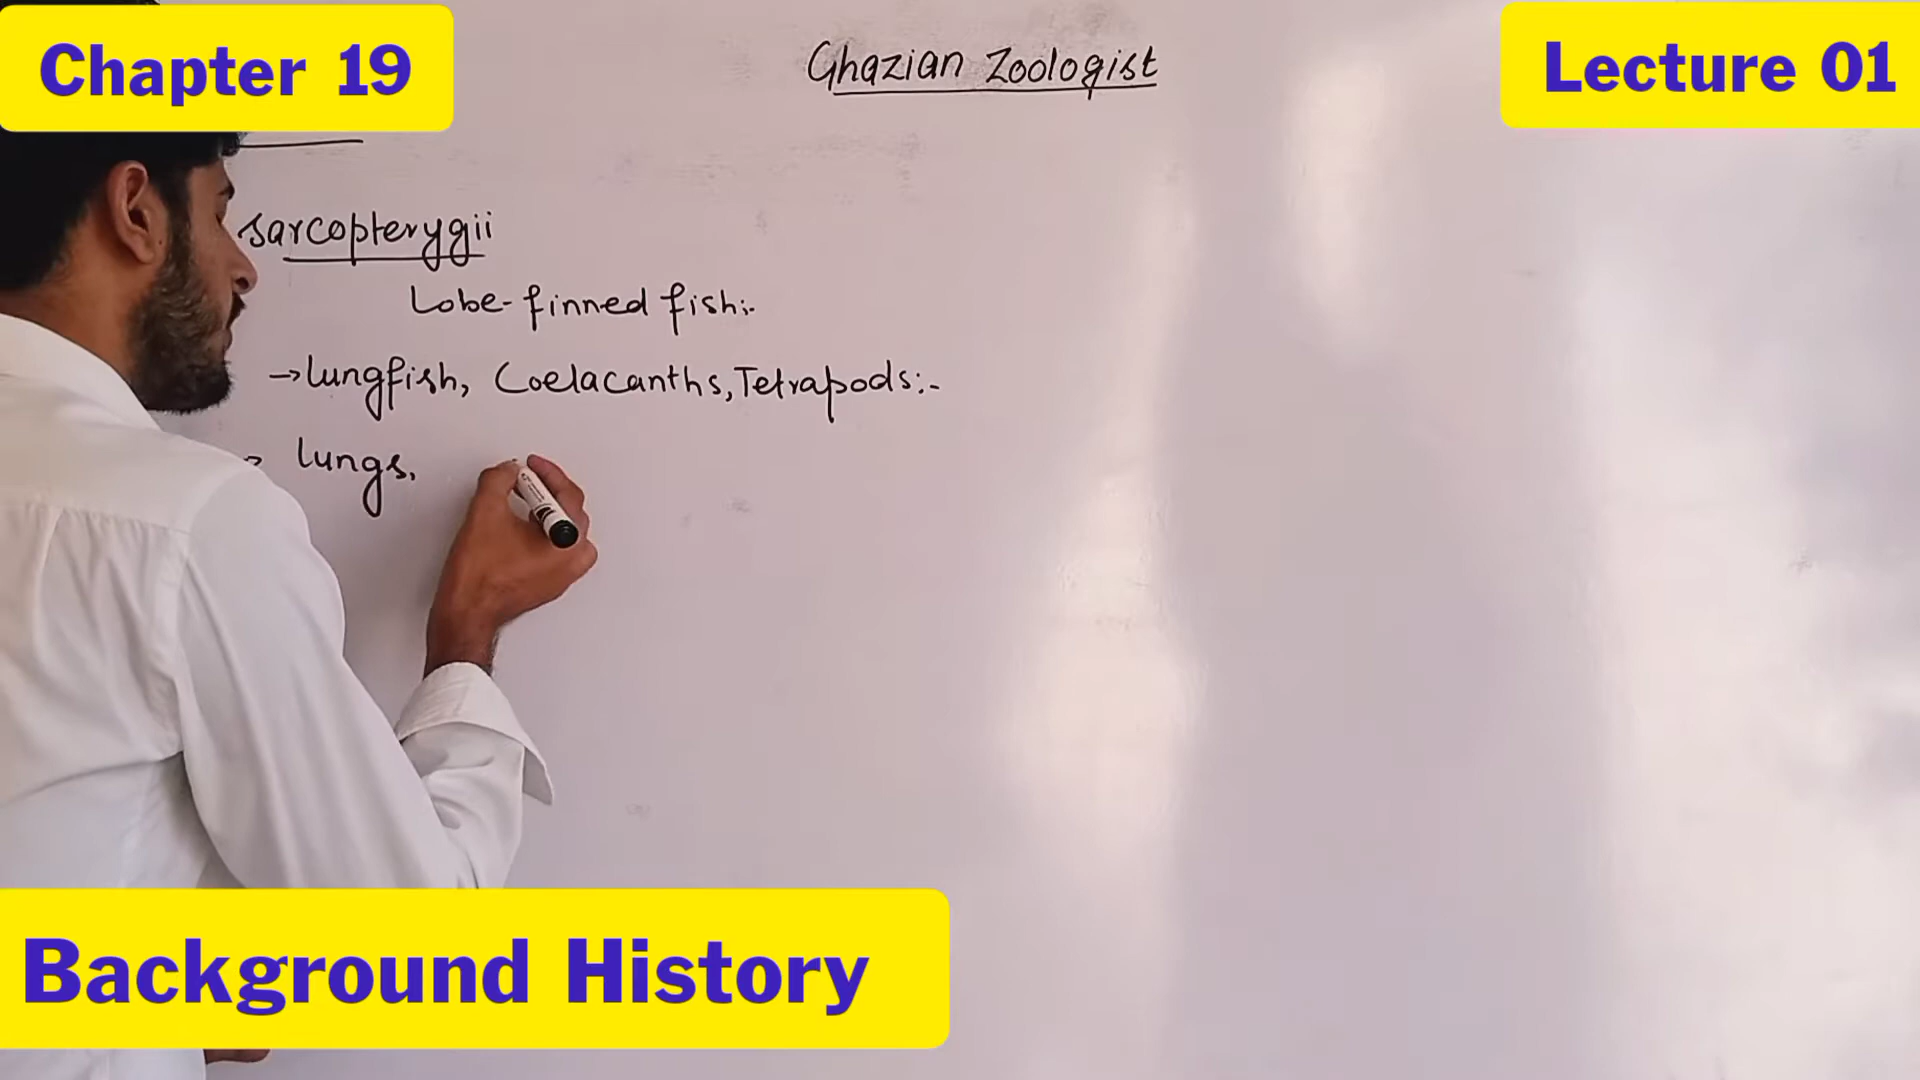 Chapter 19
Ghazian Zoologist
Lecture 01
sarcopterygii
Lobe-finned fish:-
→lungfish, Coelacanths, Tetrapods:-
lungs,
Background History